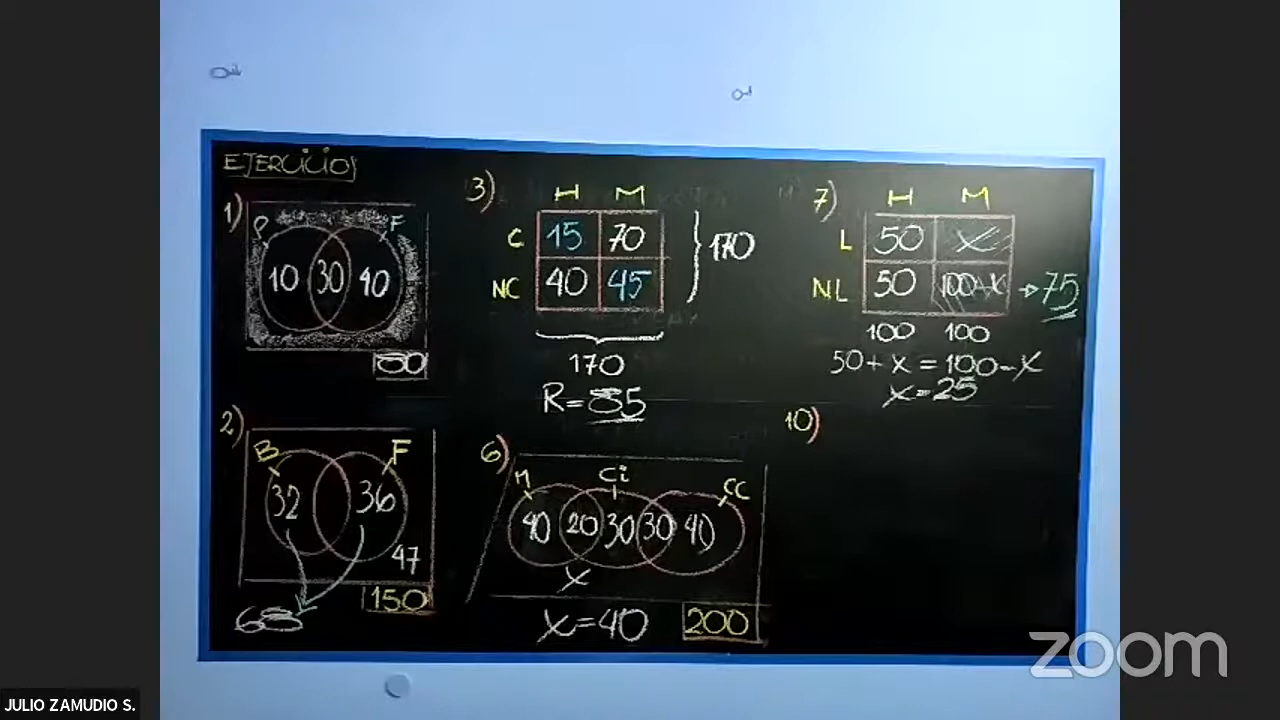 EJERCICIOS
1)
P
F
10
30
40
80
2)
B
F
32
36
47
150
68
3)
H M
C 15 70
NC 40 45
170
170
R=85
6)
M
Ci
CC
40 20 30 30 40
x
x=40
200
7)
H M
L 50 x
NL 50 100-x → 75
100 100
50+x=100-x
x=25
10)
zoom
JULIO ZAMUDIO S.